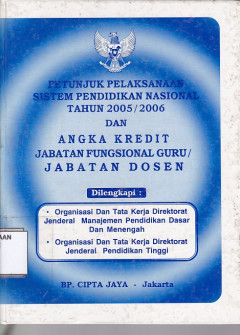 PETUNJUK PELAKSANAAN
SISTEM PENDIDIKAN NASIONAL
TAHUN 2005/2006
DAN
ANGKA KREDIT
JABATAN FUNGSIONAL GURU/
JABATAN DOSEN
Dilengkapi :
• Organisasi Dan Tata Kerja Direktorat
Jenderal Manajemen Pendidikan Dasar
Dan Menengah
• Organisasi Dan Tata Kerja Direktorat
Jenderal Pendidikan Tinggi
BP. CIPTA JAYA - Jakarta